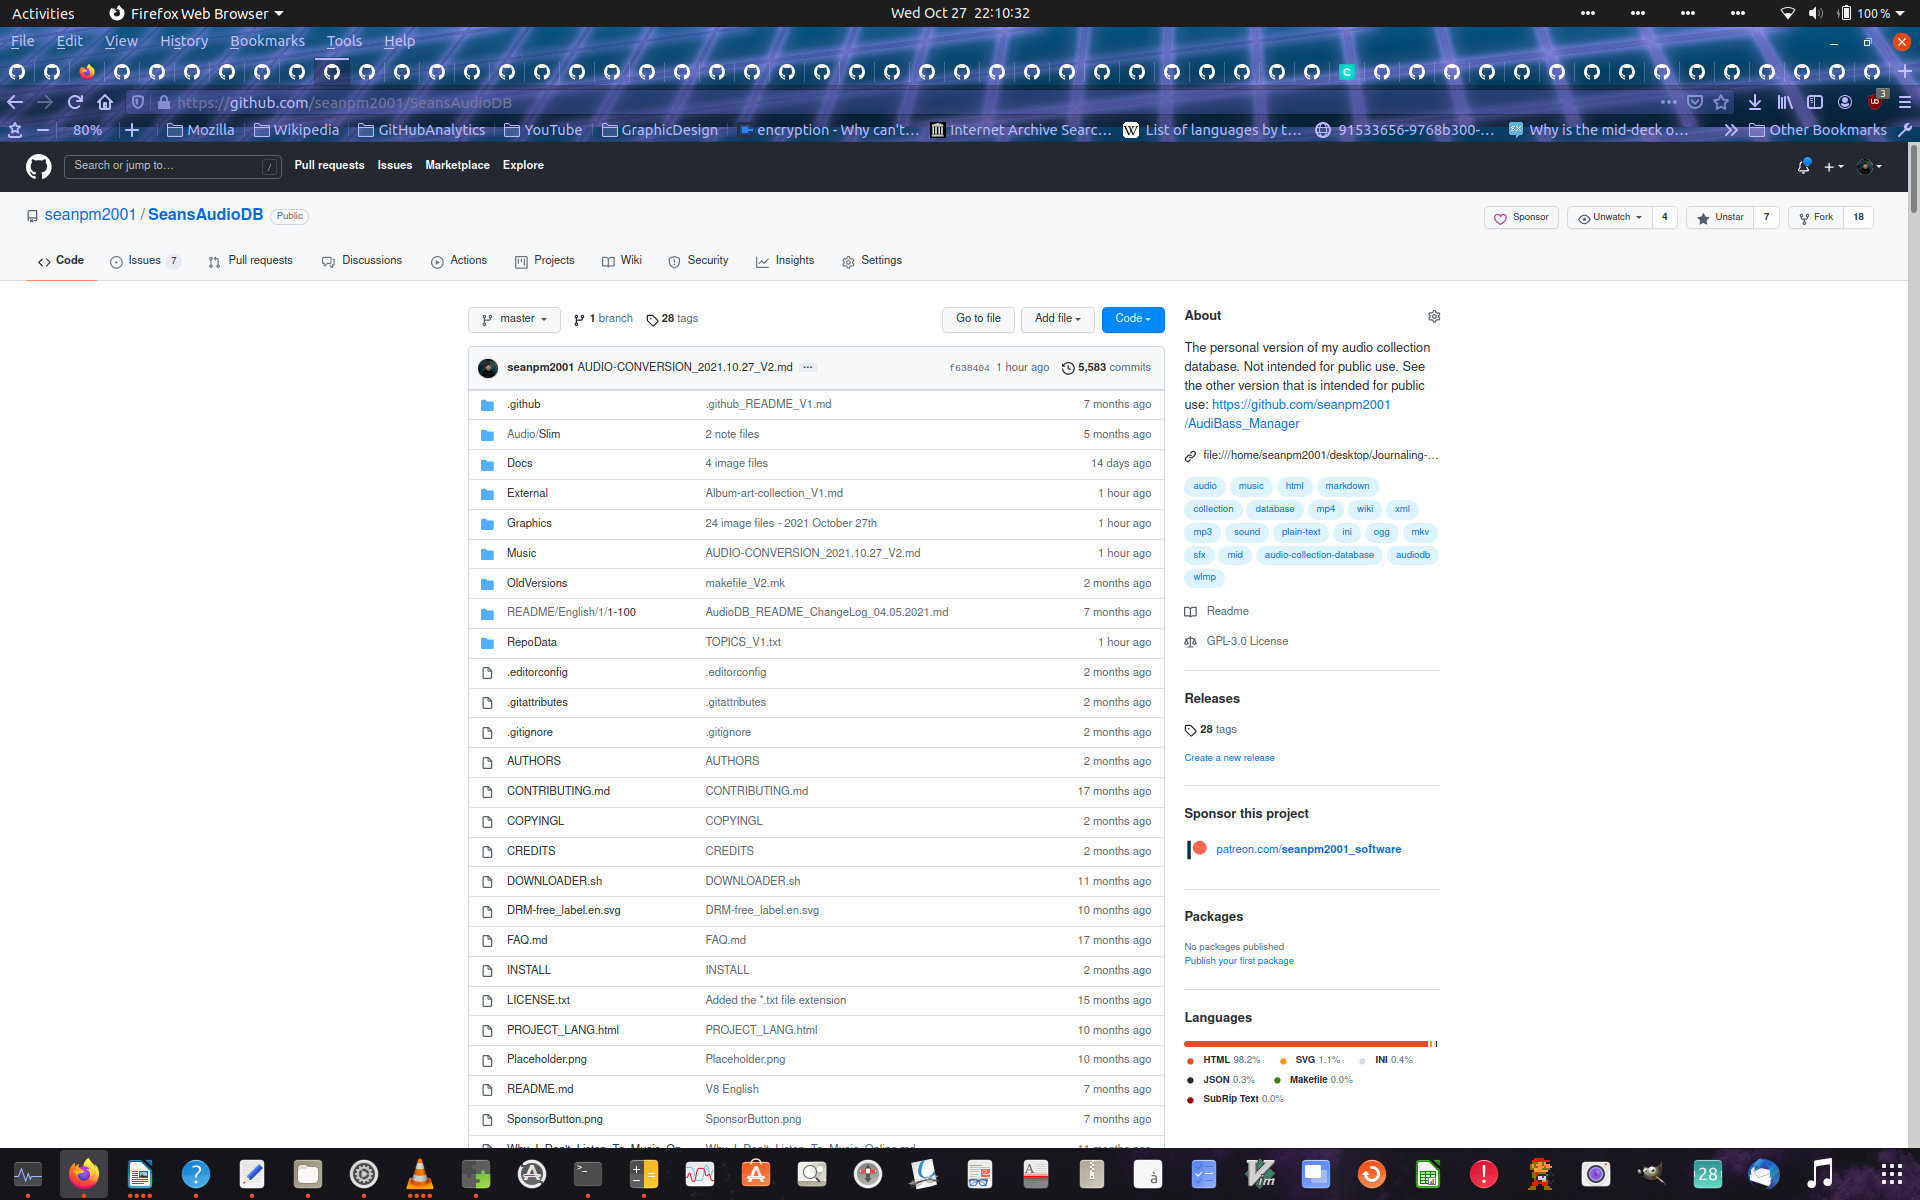 Activities Firefox Web Browser Wed Oct 27 22:10:32 100 %
File Edit View History Bookmarks Tools Help
https://github.com/seanpm2001/SeansAudioDB 3
80% Mozilla Wikipedia GitHubAnalytics YouTube GraphicDesign encryption - Why can't... Internet Archive Searc... List of languages by t... 91533656-9768b300-... Why is the mid-deck o... Other Bookmarks
Search or jump to... / Pull requests Issues Marketplace Explore
seanpm2001 / SeansAudioDB Public Sponsor Unwatch 4 Unstar 7 Fork 18
Code Issues 7 Pull requests Discussions Actions Projects Wiki Security Insights Settings
master 1 branch 28 tags Go to file Add file Code
seanpm2001 AUDIO-CONVERSION_2021.10.27_V2.md ... f638404 1 hour ago 5,583 commits
.github .github_README_V1.md 7 months ago
Audio/Slim 2 note files 5 months ago
Docs 4 image files 14 days ago
External Album-art-collection_V1.md 1 hour ago
Graphics 24 image files - 2021 October 27th 1 hour ago
Music AUDIO-CONVERSION_2021.10.27_V2.md 1 hour ago
OldVersions makefile_V2.mk 2 months ago
README/English/1/1-100 AudioDB_README_ChangeLog_04.05.2021.md 7 months ago
RepoData TOPICS_V1.txt 1 hour ago
.editorconfig .editorconfig 2 months ago
.gitattributes .gitattributes 2 months ago
.gitignore .gitignore 2 months ago
AUTHORS AUTHORS 2 months ago
CONTRIBUTING.md CONTRIBUTING.md 17 months ago
COPYINGL COPYINGL 2 months ago
CREDITS CREDITS 2 months ago
DOWNLOADER.sh DOWNLOADER.sh 11 months ago
DRM-free_label.en.svg DRM-free_label.en.svg 10 months ago
FAQ.md FAQ.md 17 months ago
INSTALL INSTALL 2 months ago
LICENSE.txt Added the *.txt file extension 15 months ago
PROJECT_LANG.html PROJECT_LANG.html 10 months ago
Placeholder.png Placeholder.png 10 months ago
README.md V8 English 7 months ago
SponsorButton.png SponsorButton.png 7 months ago
About
The personal version of my audio collection
database. Not intended for public use. See
the other version that is intended for public
use: https://github.com/seanpm2001
/AudiBass_Manager
file:///home/seanpm2001/desktop/Journaling-...
audio music html markdown
collection database mp4 wiki xml
mp3 sound plain-text ini ogg mkv
sfx mid audio-collection-database audiodb
wlmp
Readme
GPL-3.0 License
Releases
28 tags
Create a new release
Sponsor this project
patreon.com/seanpm2001_software
Packages
No packages published
Publish your first package
Languages
HTML 98.2% SVG 1.1% INI 0.4%
JSON 0.3% Makefile 0.0%
SubRip Text 0.0%
28